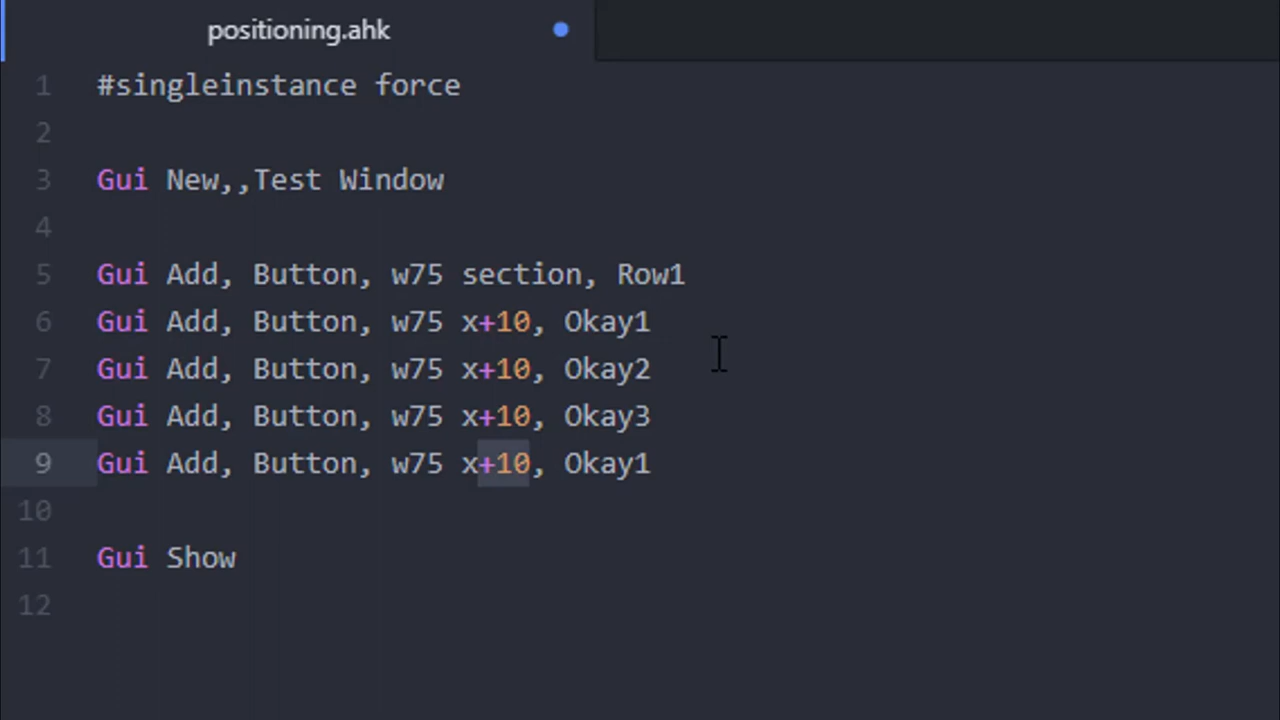 positioning.ahk
1 #singleinstance force
2
3 Gui New,,Test Window
4
5 Gui Add, Button, w75 section, Row1
6 Gui Add, Button, w75 x+10, Okay1
7 Gui Add, Button, w75 x+10, Okay2
8 Gui Add, Button, w75 x+10, Okay3
9 Gui Add, Button, w75 x+10, Okay1
10
11 Gui Show
12